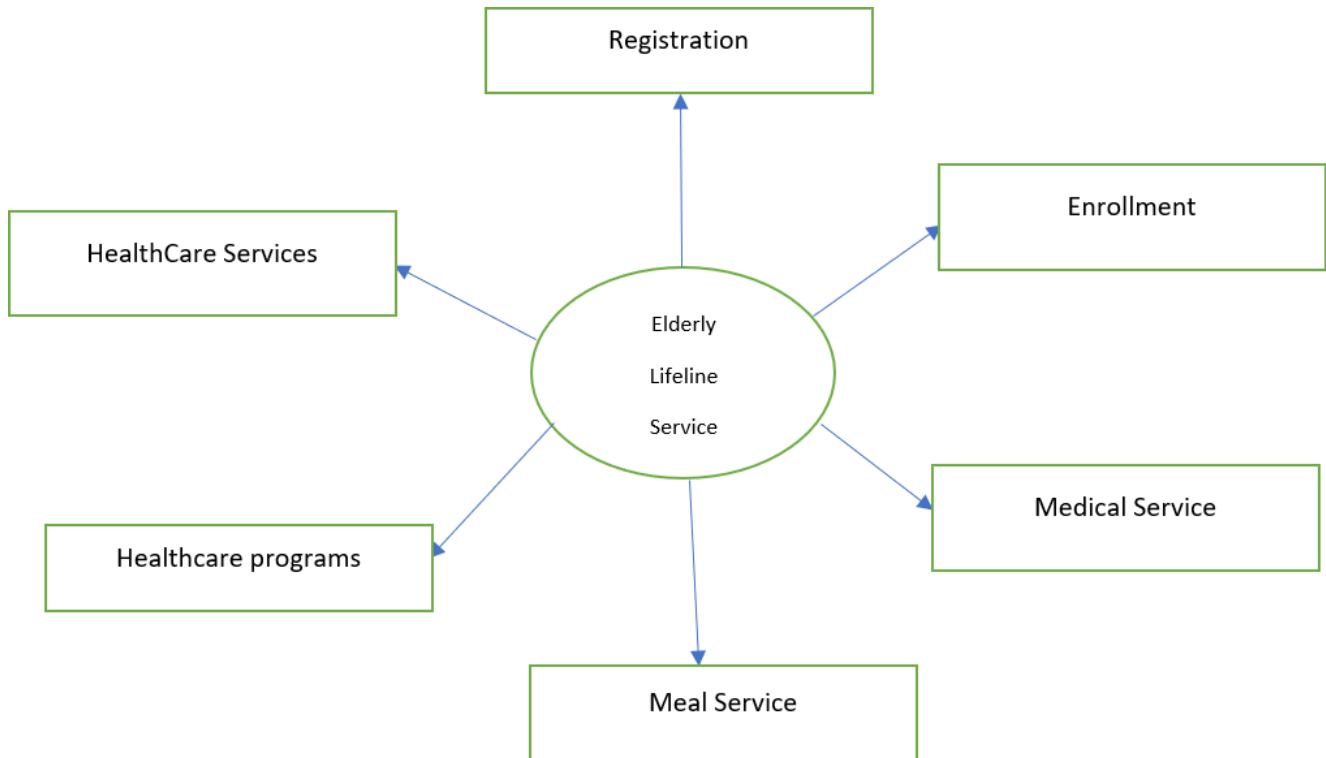 Registration
Enrollment
HealthCare Services
Elderly
Lifeline
Service
Medical Service
Healthcare programs
Meal Service